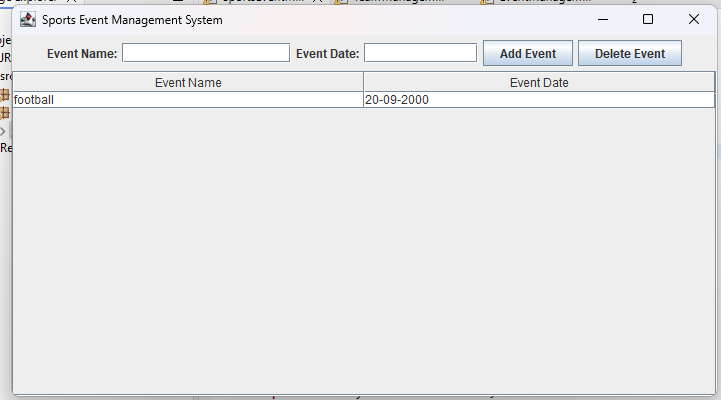 Sports Event Management System
Event Name: Event Date: Add Event Delete Event
Event Name Event Date
football 20-09-2000